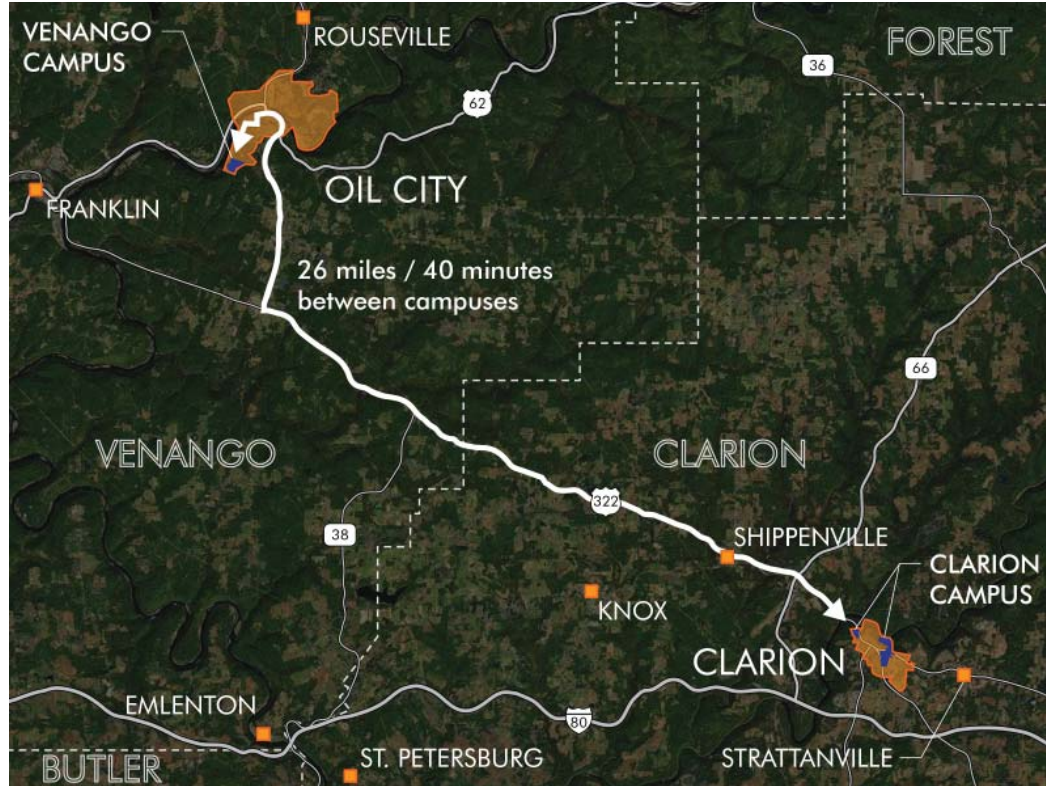 VENANGO
CAMPUS
ROUSEVILLE
FOREST
36
62
OIL CITY
FRANKLIN
26 miles / 40 minutes
between campuses
66
VENANGO
CLARION
322
38
SHIPPENVILLE
CLARION
CAMPUS
KNOX
CLARION
EMLENTON
80
ST. PETERSBURG
STRATTANVILLE
BUTLER